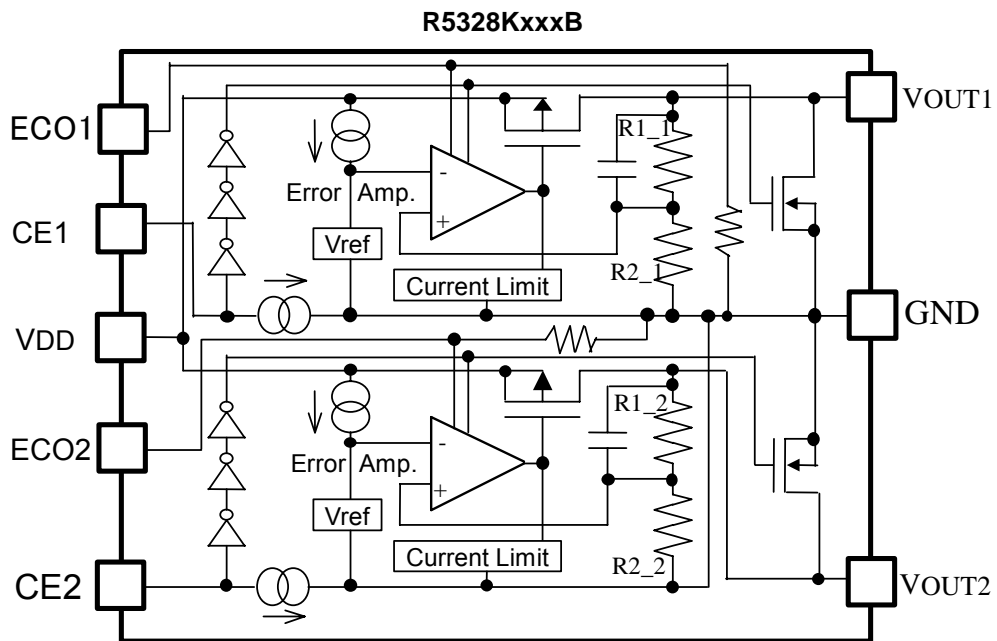 R5328KxxxB
ECO1
VOUT1
R1_1
-
Error Amp.
+
CE1
Vref
R2_1
Current Limit
GND
VDD
R1_2
ECO2
-
Error Amp.
+
Vref
Current Limit
R2_2
CE2
VOUT2